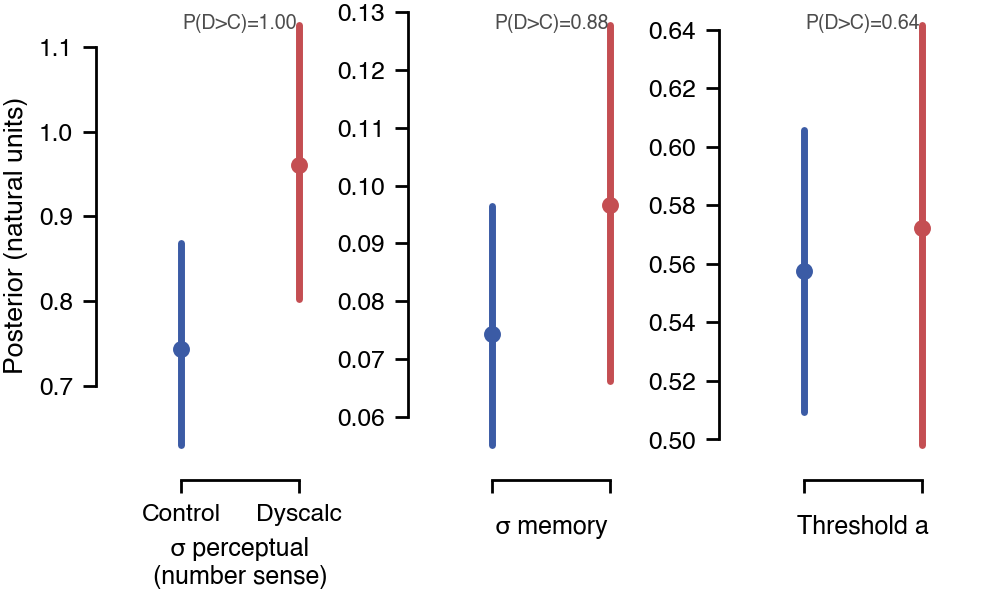 Posterior (natural units)
P(D>C)=1.00
1.1
1.0
0.9
0.8
0.7
Control Dyscalc
σ perceptual
(number sense)
P(D>C)=0.88
0.13
0.12
0.11
0.10
0.09
0.08
0.07
0.06
σ memory
P(D>C)=0.64
0.64
0.62
0.60
0.58
0.56
0.54
0.52
0.50
Threshold a